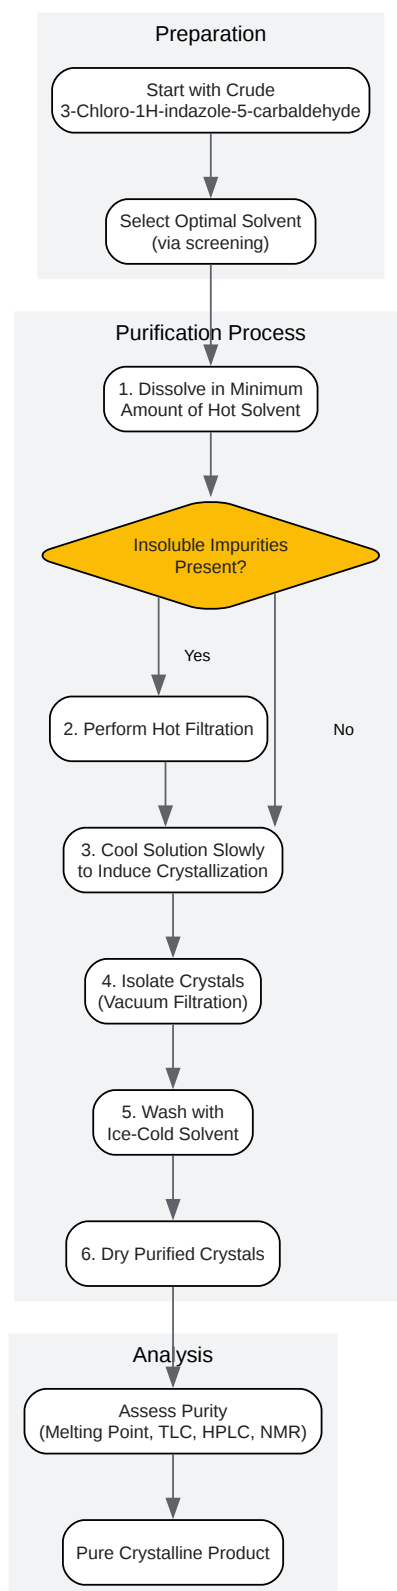 Preparation
Start with Crude
3-Chloro-1H-indazole-5-carbaldehyde
Select Optimal Solvent
(via screening)
Purification Process
1. Dissolve in Minimum
Amount of Hot Solvent
Insoluble Impurities
Present?
Yes
2. Perform Hot Filtration
No
3. Cool Solution Slowly
to Induce Crystallization
4. Isolate Crystals
(Vacuum Filtration)
5. Wash with
Ice-Cold Solvent
6. Dry Purified Crystals
Analysis
Assess Purity
(Melting Point, TLC, HPLC, NMR)
Pure Crystalline Product